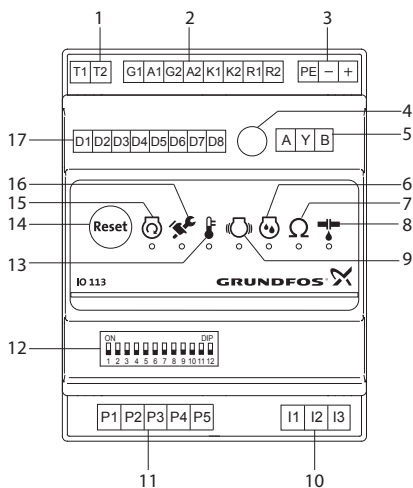 1 2 3
T1 T2 G1 A1 G2 A2 K1 K2 R1 R2 PE − +
4
17 D1 D2 D3 D4 D5 D6 D7 D8 A Y B 5
16 6
15 7
14 Reset Ω 8
13 9
IO 113 GRUNDFOS
ON DIP
12
1 2 3 4 5 6 7 8 9 10 11 12
P1 P2 P3 P4 P5 I1 I2 I3
11 10